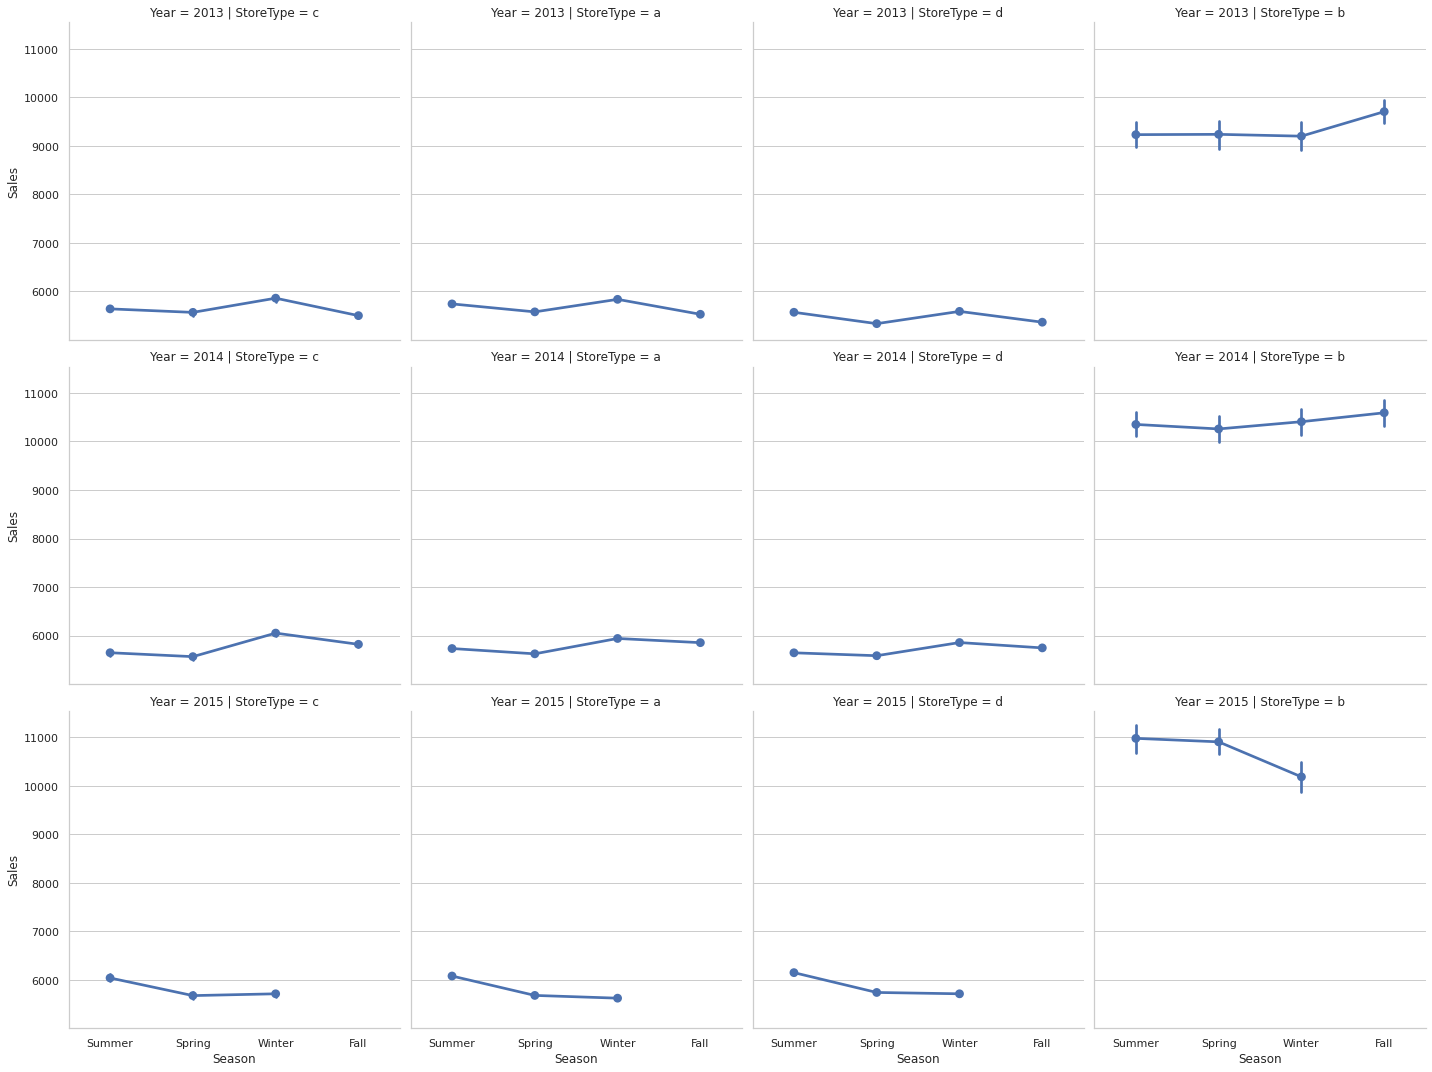 Year = 2013 | StoreType = c
Year = 2013 | StoreType = a
Year = 2013 | StoreType = d
Year = 2013 | StoreType = b
11000
10000
9000
8000
7000
6000
Sales
Year = 2014 | StoreType = c
Year = 2014 | StoreType = a
Year = 2014 | StoreType = d
Year = 2014 | StoreType = b
11000
10000
9000
8000
7000
6000
Sales
Year = 2015 | StoreType = c
Year = 2015 | StoreType = a
Year = 2015 | StoreType = d
Year = 2015 | StoreType = b
11000
10000
9000
8000
7000
6000
Sales
Summer Spring Winter Fall
Season
Summer Spring Winter Fall
Season
Summer Spring Winter Fall
Season
Summer Spring Winter Fall
Season